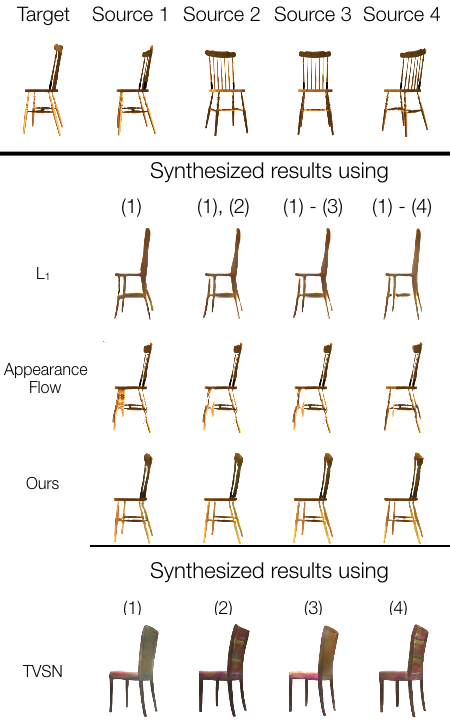 Target Source 1 Source 2 Source 3 Source 4
Synthesized results using
(1) (1), (2) (1) - (3) (1) - (4)
L₁
Appearance
Flow
Ours
Synthesized results using
(1) (2) (3) (4)
TVSN